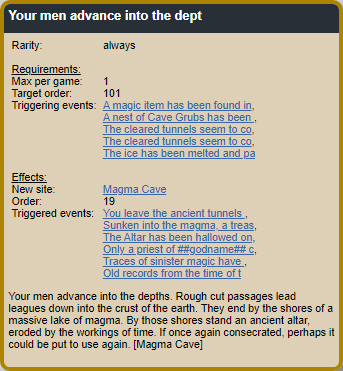 Your men advance into the dept
Rarity: always
Requirements:
Max per game: 1
Target order: 101
Triggering events: A magic item has been found in,
A nest of Cave Grubs has been ,
The cleared tunnels seem to co,
The cleared tunnels seem to co,
The ice has been melted and pa
Effects:
New site: Magma Cave
Order: 19
Triggered events: You leave the ancient tunnels ,
Sunken into the magma, a treas,
The Altar has been hallowed on,
Only a priest of ##godname## c,
Traces of sinister magic have ,
Old records from the time of t
Your men advance into the depths. Rough cut passages lead
leagues down into the crust of the earth. They end by the shores of a
massive lake of magma. By those shores stand an ancient altar,
eroded by the workings of time. If once again consecrated, perhaps it
could be put to use again. [Magma Cave]